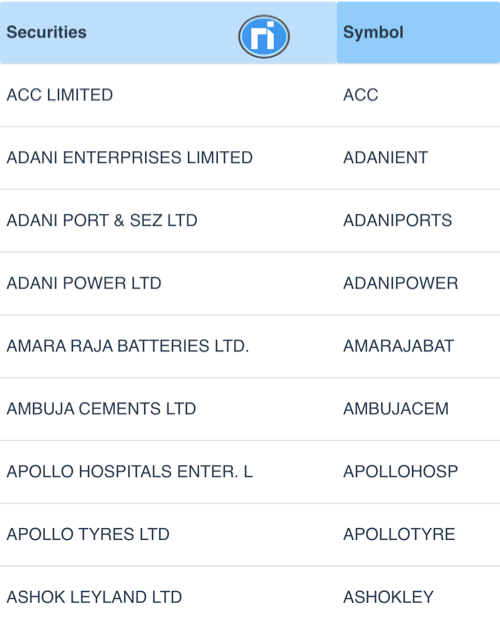 Securities ri Symbol
ACC LIMITED ACC
ADANI ENTERPRISES LIMITED ADANIENT
ADANI PORT & SEZ LTD ADANIPORTS
ADANI POWER LTD ADANIPOWER
AMARA RAJA BATTERIES LTD. AMARAJABAT
AMBUJA CEMENTS LTD AMBUJACEM
APOLLO HOSPITALS ENTER. L APOLLOHOSP
APOLLO TYRES LTD APOLLOTYRE
ASHOK LEYLAND LTD ASHOKLEY